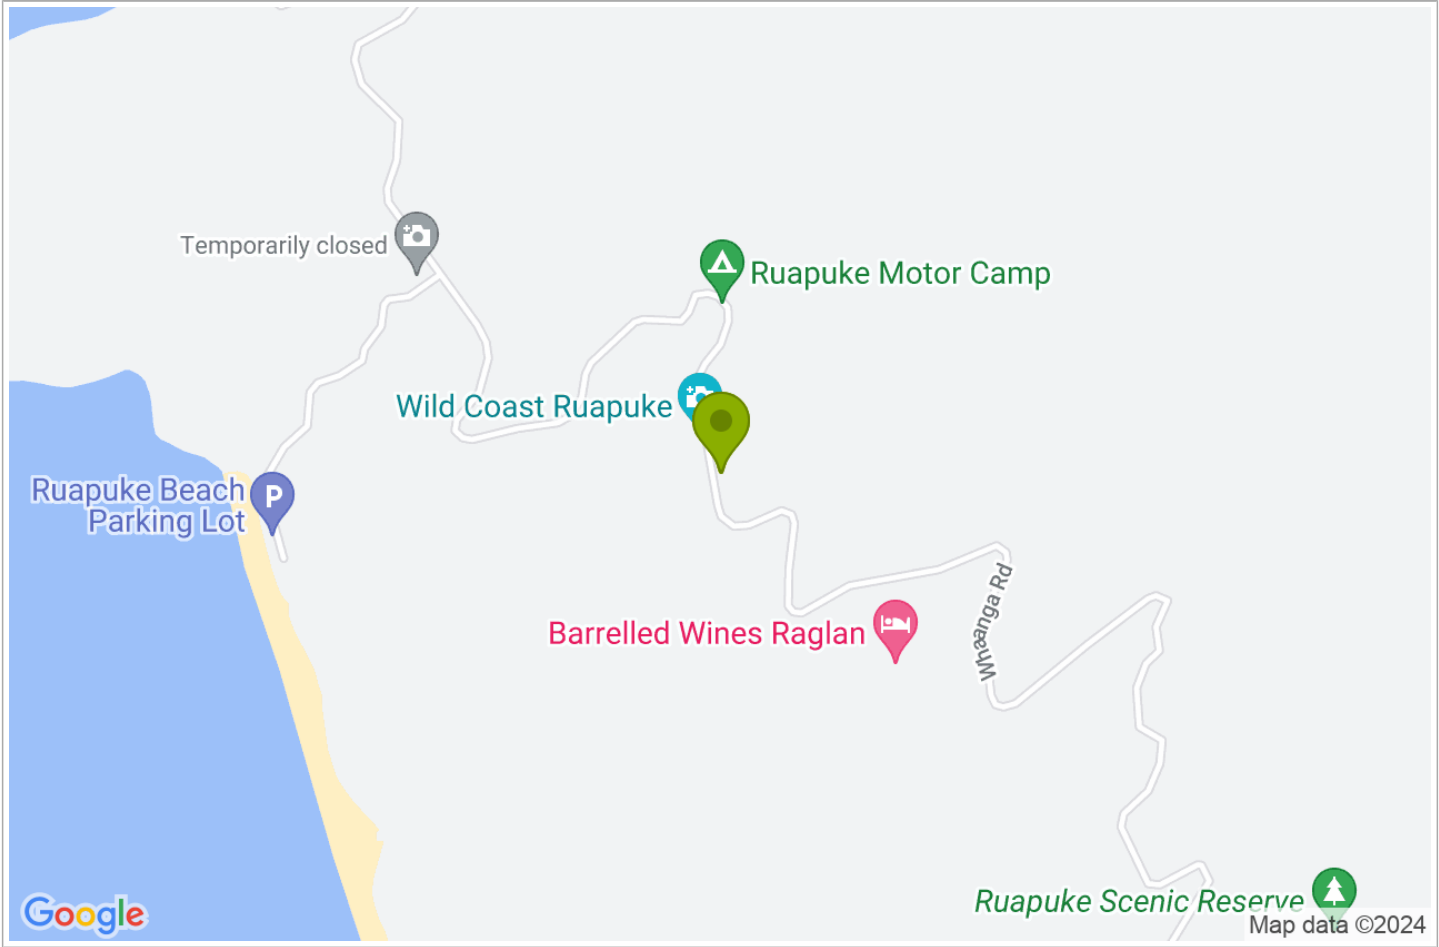 Temporarily closed
Ruapuke Motor Camp
Wild Coast Ruapuke
Ruapuke Beach
Parking Lot
P
Whaanga Rd
Barrelled Wines Raglan
Ruapuke Scenic Reserve
Google
Map data ©2024